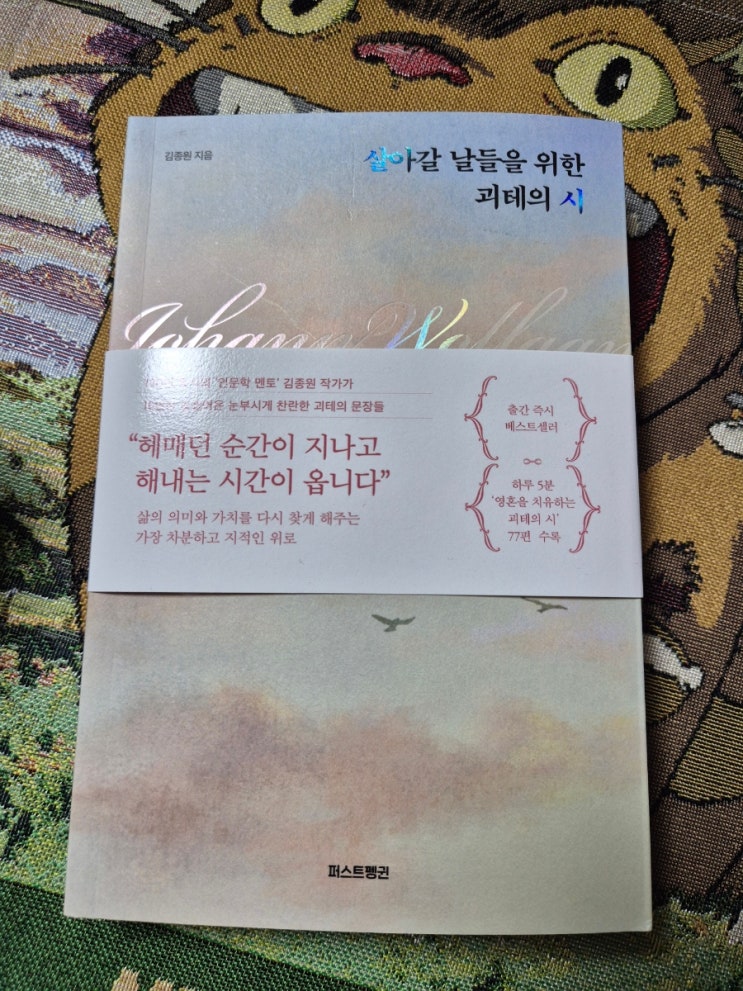 김종원 지음
살아갈 날들을 위한
괴테의 시
Johann Wolfgang
'인문학 멘토' 김종원 작가가
눈부시게 찬란한 괴테의 문장들
“헤매던 순간이 지나고
해내는 시간이 옵니다”
삶의 의미와 가치를 다시 찾게 해주는
가장 차분하고 지적인 위로
출간 즉시
베스트셀러
하루 5분
‘영혼을 치유하는
괴테의 시’
77편 수록
퍼스트펭귄